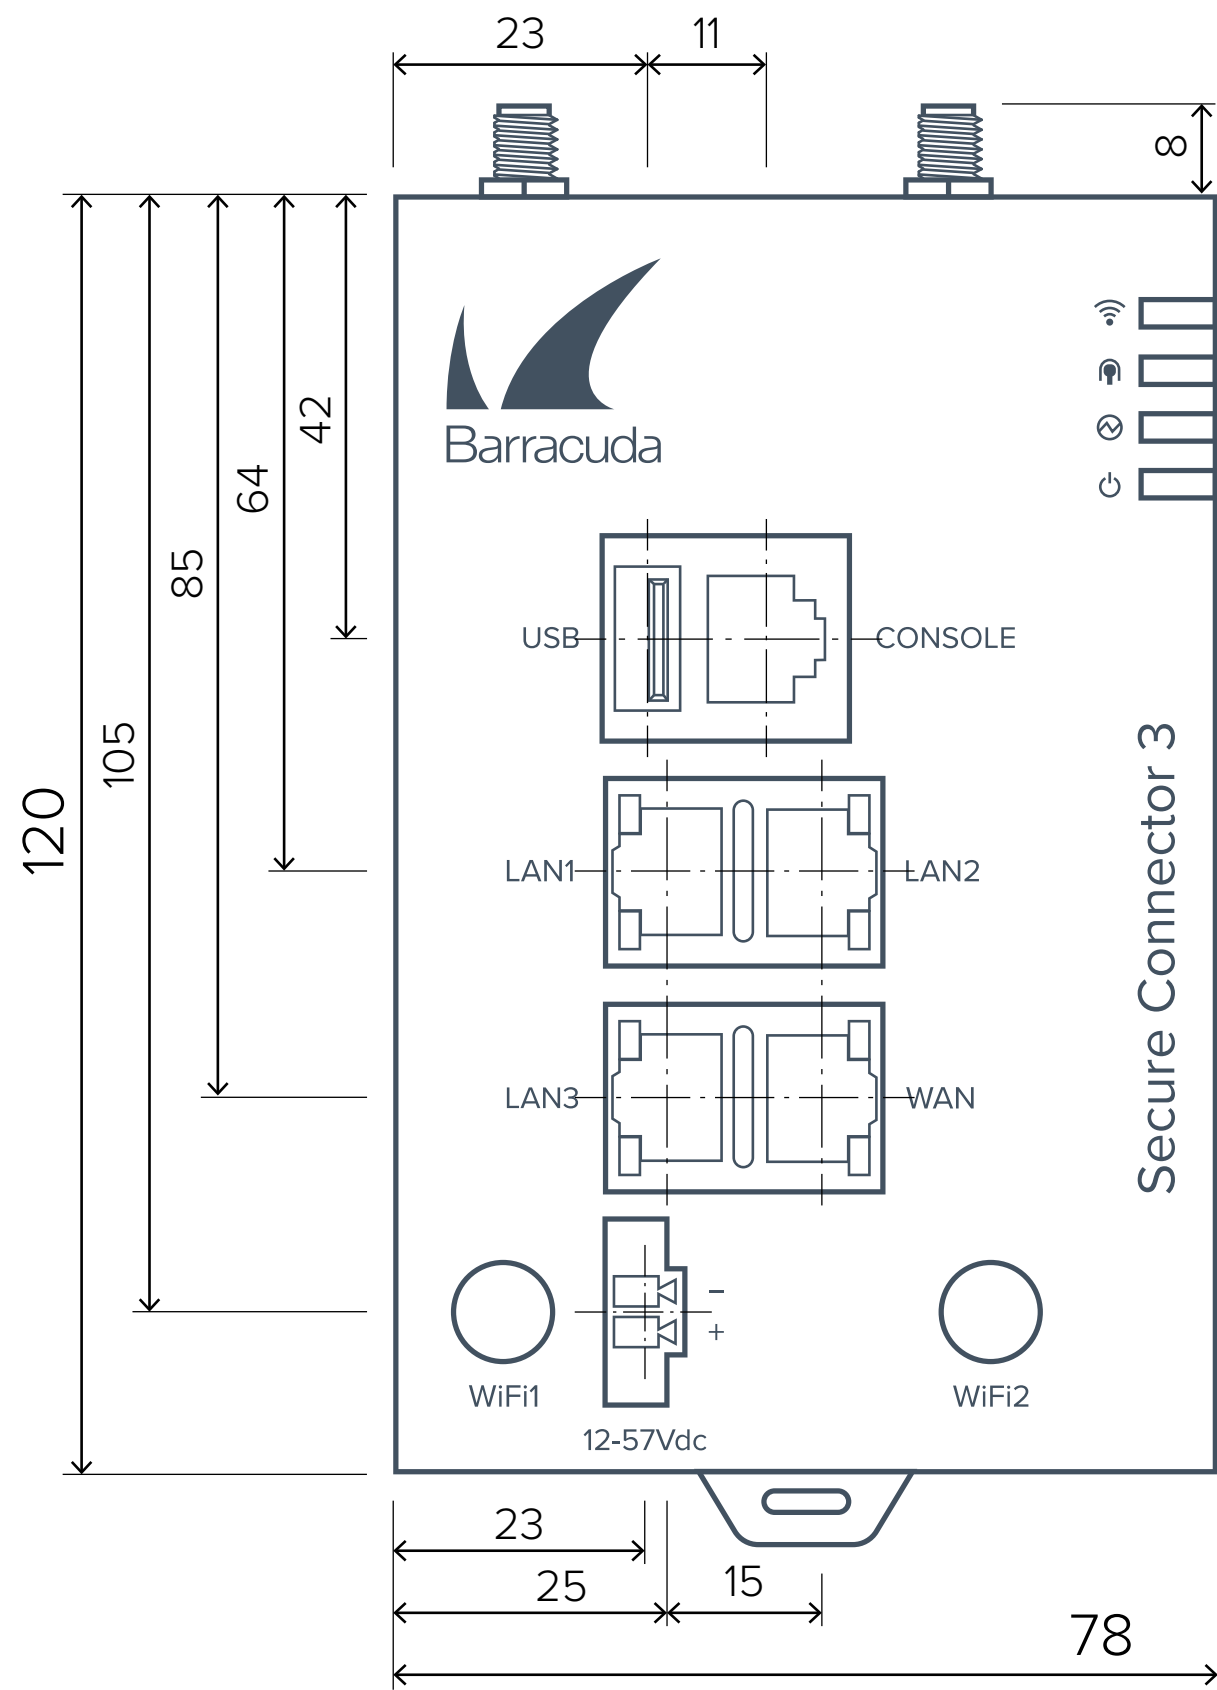 23
11
8
42
64
85
105
120
Barracuda
USB
CONSOLE
LAN1
LAN2
LAN3
WAN
Secure Connector 3
-
+
WiFi1
WiFi2
12-57Vdc
23
25
15
78